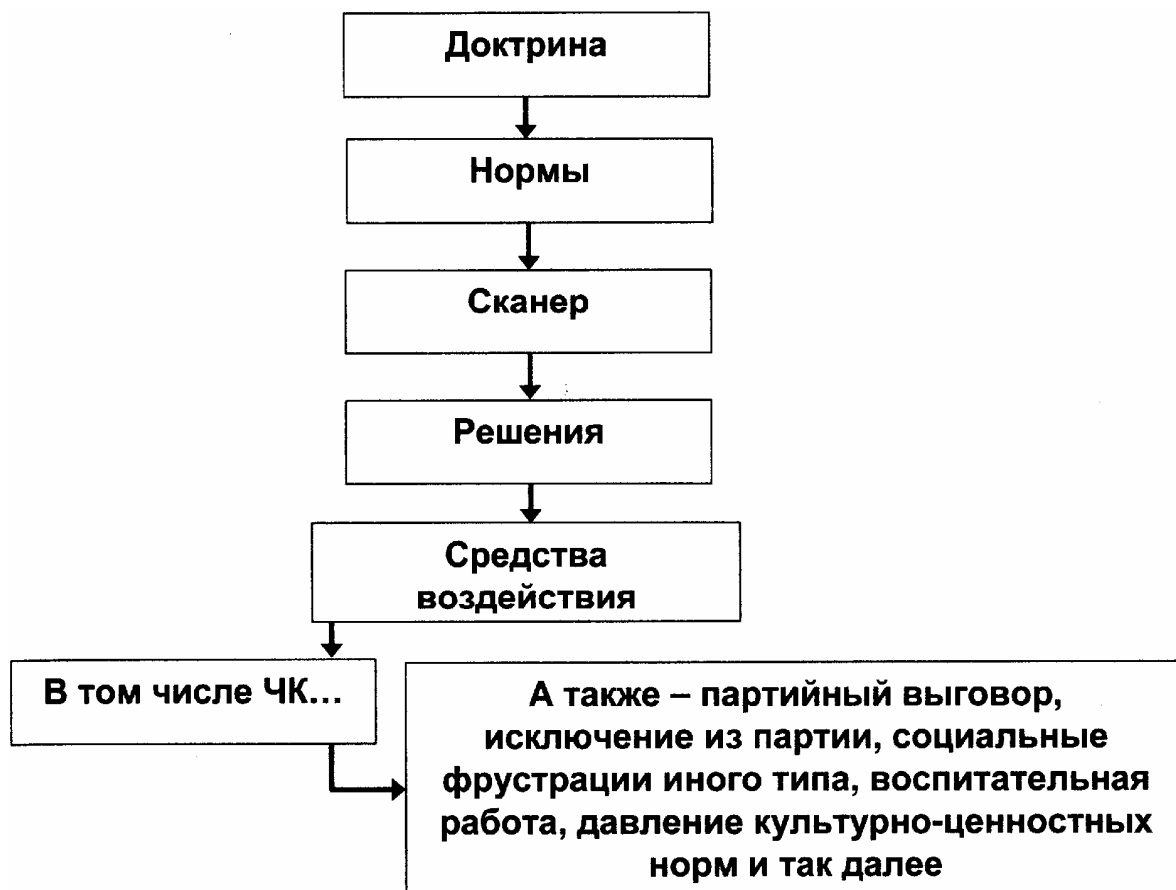 Доктрина
Нормы
Сканер
Решения
Средства
воздействия
В том числе ЧК...
А также – партийный выговор,
исключение из партии, социальные
фрустрации иного типа, воспитательная
работа, давление культурно-ценностных
норм и так далее